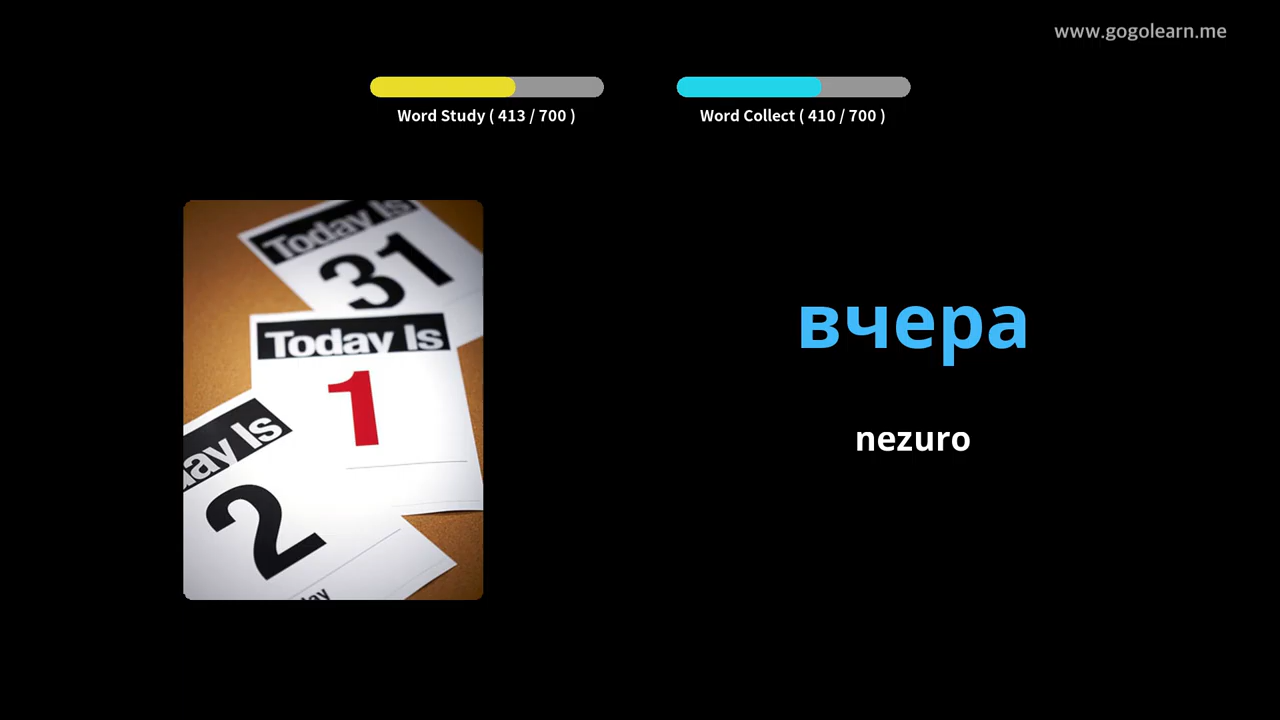 www.gogolearn.me
Word Study ( 413 / 700 )
Word Collect ( 410 / 700 )
Today Is
31
Today Is
1
ay Is
2
вчера
nezuro